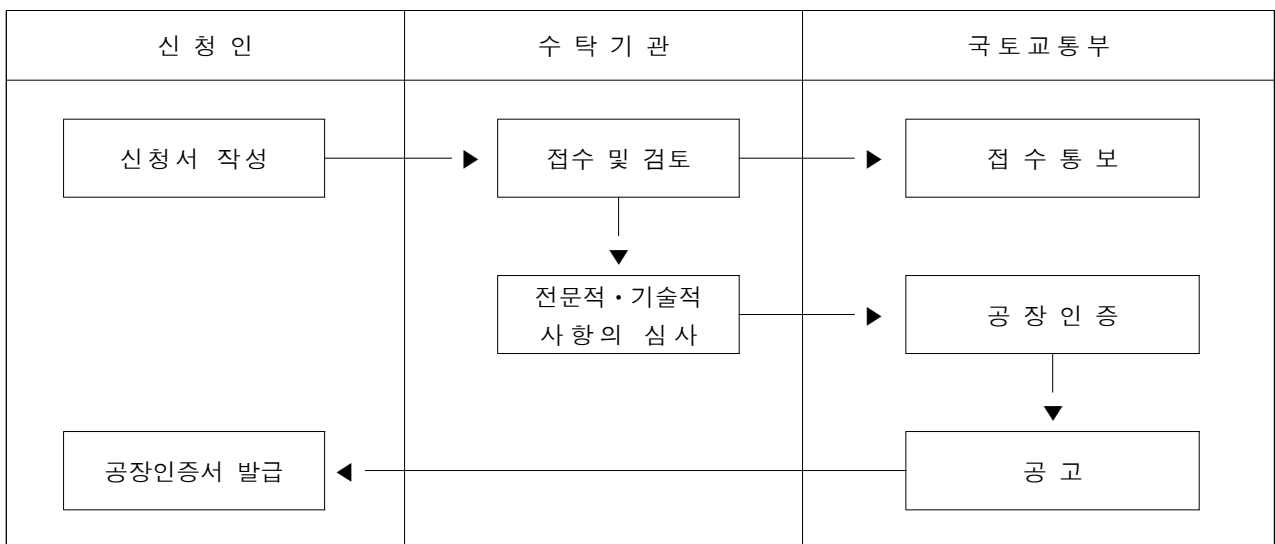 신 청 인
수 탁 기 관
국 토 교 통 부
신 청 서 작 성
접수 및 검토
접 수 통 보
전문적・기술적
사 항 의 심 사
공 장 인 증
공장인증서 발급
공 고